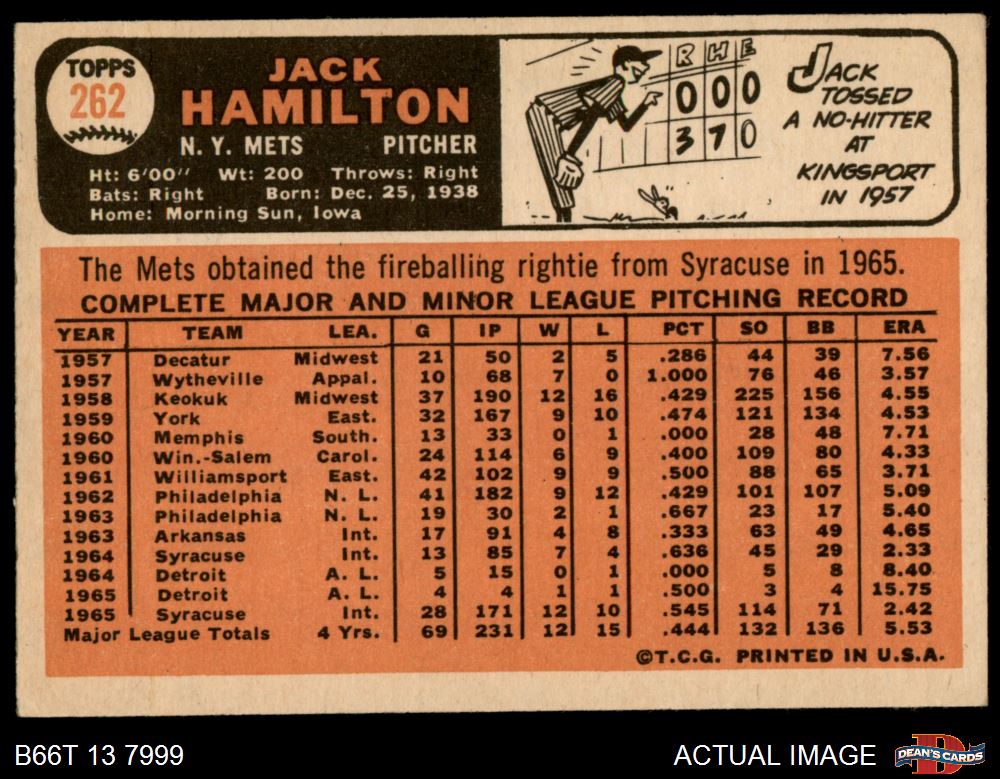 TOPPS
262
JACK
HAMILTON
N. Y. METS PITCHER
Ht: 6'00" Wt: 200 Throws: Right
Bats: Right Born: Dec. 25, 1938
Home: Morning Sun, Iowa
R H E
0 0 0
3 7 0
JACK
TOSSED
A NO-HITTER
AT
KINGSPORT
IN 1957
The Mets obtained the fireballing rightie from Syracuse in 1965.
COMPLETE MAJOR AND MINOR LEAGUE PITCHING RECORD
YEAR TEAM LEA. G IP W L PCT SO BB ERA
1957 Decatur Midwest 21 50 2 5 .286 44 39 7.56
1957 Wytheville Appal. 10 68 7 0 1.000 76 46 3.57
1958 Keokuk Midwest 37 190 12 16 .429 225 156 4.55
1959 York East. 32 167 9 10 .474 121 134 4.53
1960 Memphis South. 13 33 0 1 .000 28 48 7.71
1960 Win.-Salem Carol. 24 114 6 9 .400 109 80 4.33
1961 Williamsport East. 42 102 9 9 .500 88 65 3.71
1962 Philadelphia N. L. 41 182 9 12 .429 101 107 5.09
1963 Philadelphia N. L. 19 30 2 1 .667 23 17 5.40
1963 Arkansas Int. 17 91 4 8 .333 63 49 4.65
1964 Syracuse Int. 13 85 7 4 .636 45 29 2.33
1964 Detroit A. L. 5 15 0 1 .000 5 8 8.40
1965 Detroit A. L. 4 4 1 1 .500 3 4 15.75
1965 Syracuse Int. 28 171 12 10 .545 114 71 2.42
Major League Totals 4 Yrs. 69 231 12 15 .444 132 136 5.53
©T.C.G. PRINTED IN U.S.A.
B66T 13 7999 ACTUAL IMAGE
DEAN'S CARDS